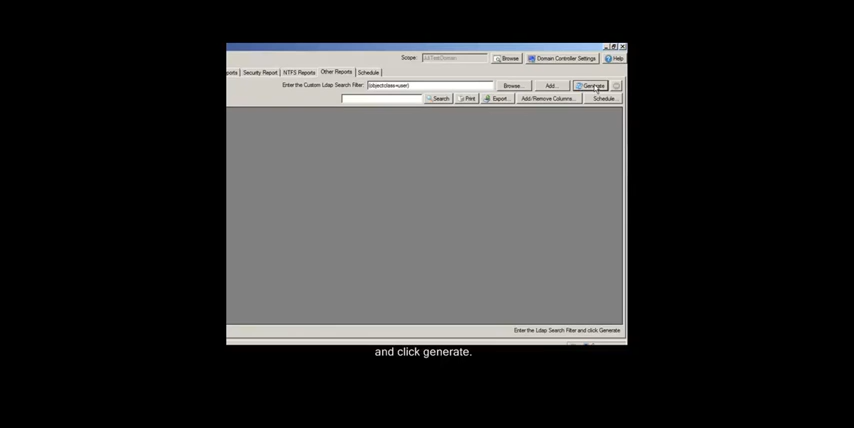 Scope: Browse Domain Controller Settings Help
ports Security Report NTFS Reports Other Reports Schedule
Enter the Custom Ldap Search Filter: (objectclass=user) Browse... Add... Generate
Search Print Export... Add/Remove Columns... Schedule...
Enter the Ldap Search Filter and click Generate
and click generate.